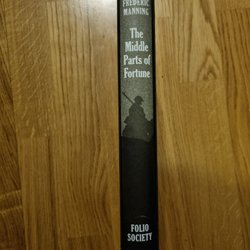 FREDERIC
MANNING
The
Middle
Parts of
Fortune
FOLIO
SOCIETY